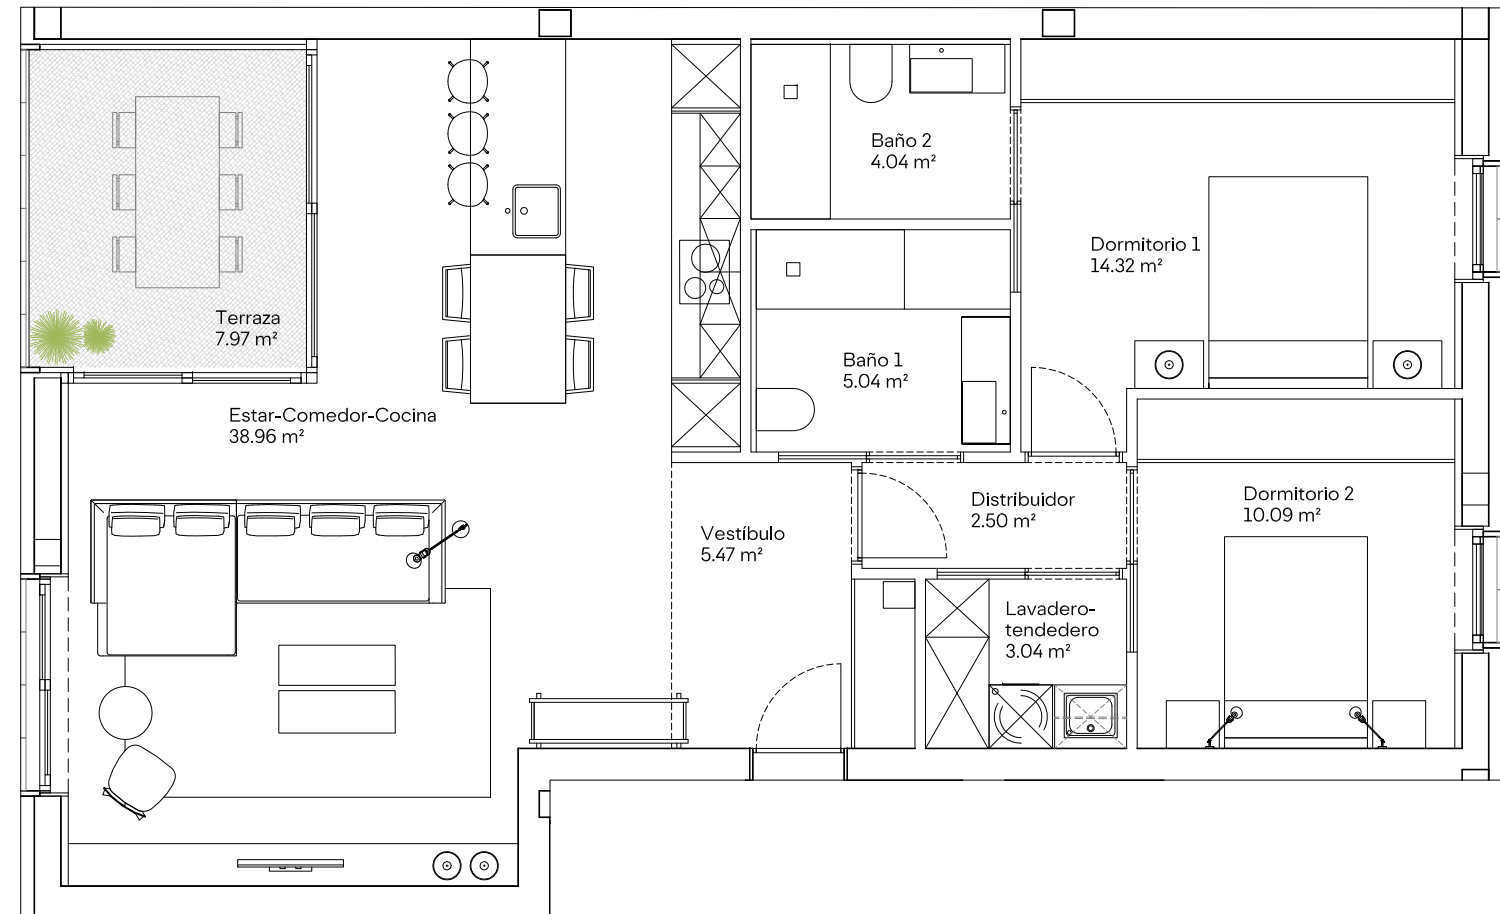 Baño 2
4.04 m²
Dormitorio 1
14.32 m²
Terraza
7.97 m²
Baño 1
5.04 m²
Estar-Comedor-Cocina
38.96 m²
Dormitorio 2
10.09 m²
Distribuidor
2.50 m²
Vestíbulo
5.47 m²
Lavadero-
tendedero
3.04 m²